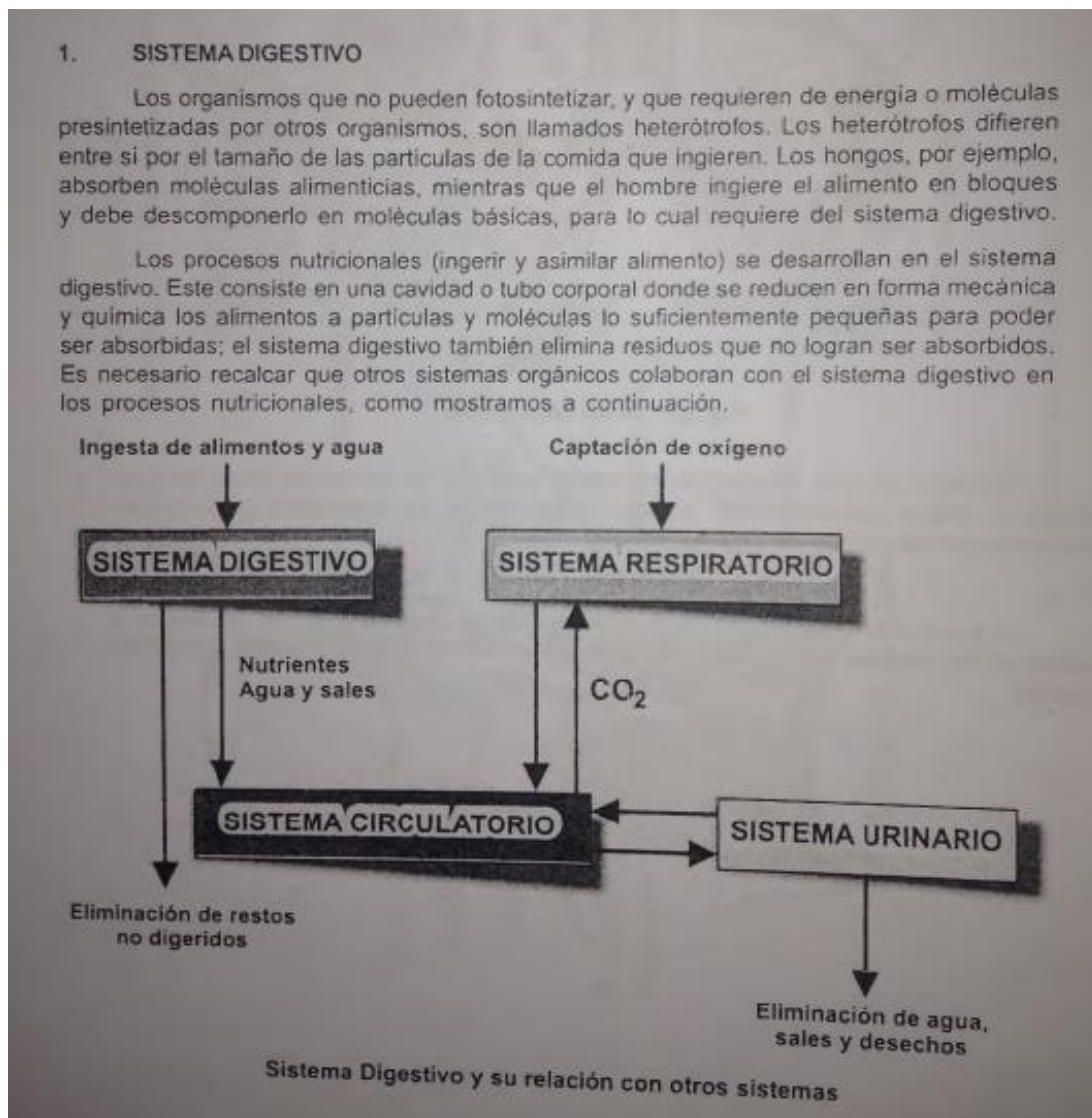 1. SISTEMA DIGESTIVO
Los organismos que no pueden fotosintetizar, y que requieren de energía o moléculas
presintetizadas por otros organismos, son llamados heterótrofos. Los heterótrofos difieren
entre sí por el tamaño de las partículas de la comida que ingieren. Los hongos, por ejemplo,
absorben moléculas alimenticias, mientras que el hombre ingiere el alimento en bloques
y debe descomponerlo en moléculas básicas, para lo cual requiere del sistema digestivo.
Los procesos nutricionales (ingerir y asimilar alimento) se desarrollan en el sistema
digestivo. Este consiste en una cavidad o tubo corporal donde se reducen en forma mecánica
y química los alimentos a partículas y moléculas lo suficientemente pequeñas para poder
ser absorbidas; el sistema digestivo también elimina residuos que no logran ser absorbidos.
Es necesario recalcar que otros sistemas orgánicos colaboran con el sistema digestivo en
los procesos nutricionales, como mostramos a continuación.
Ingesta de alimentos y agua
Captación de oxígeno
SISTEMA DIGESTIVO
SISTEMA RESPIRATORIO
Nutrientes
Agua y sales
CO₂
SISTEMA CIRCULATORIO
SISTEMA URINARIO
Eliminación de restos
no digeridos
Eliminación de agua,
sales y desechos
Sistema Digestivo y su relación con otros sistemas